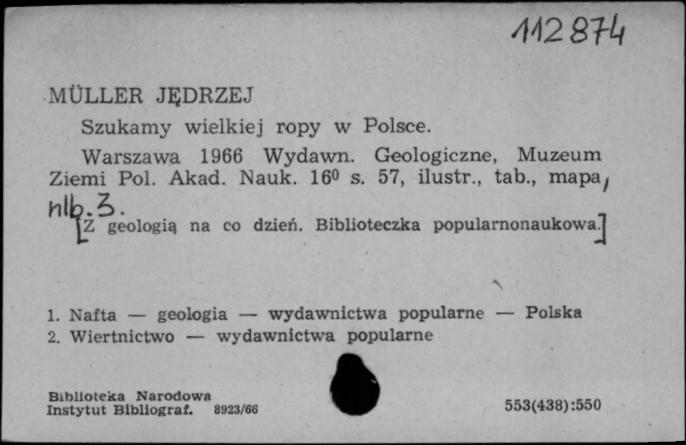 112874
MÜLLER JĘDRZEJ
Szukamy wielkiej ropy w Polsce.
Warszawa 1966 Wydawn. Geologiczne, Muzeum
Ziemi Pol. Akad. Nauk. 16⁰ s. 57, ilustr., tab., mapa,
nlb. 3.
[Z geologią na co dzień. Biblioteczka popularnonaukowa.]
1. Nafta — geologia — wydawnictwa popularne — Polska
2. Wiertnictwo — wydawnictwa popularne
Biblioteka Narodowa
Instytut Bibliograf. 8923/66
553(438):550